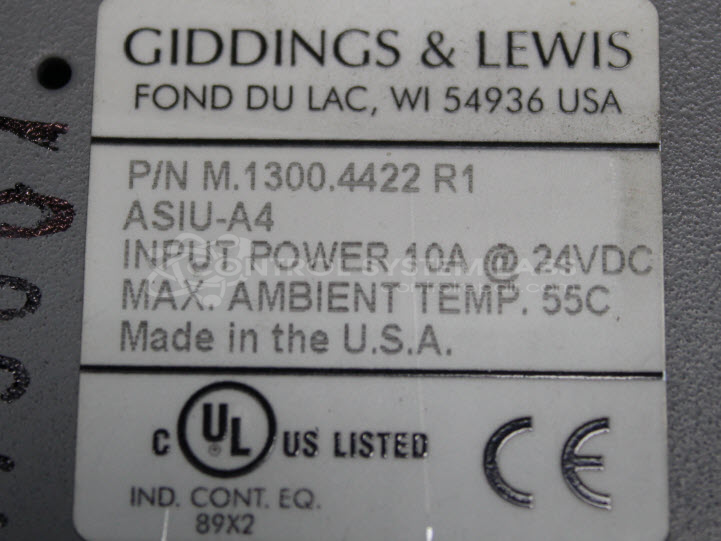 GIDDINGS & LEWIS
FOND DU LAC, WI 54936 USA
P/N M.1300.4422 R1
ASIU-A4
INPUT POWER 10A @ 24VDC
MAX. AMBIENT TEMP. 55C
Made in the U.S.A.
C UL US LISTED CE
IND. CONT. EQ.
89X2